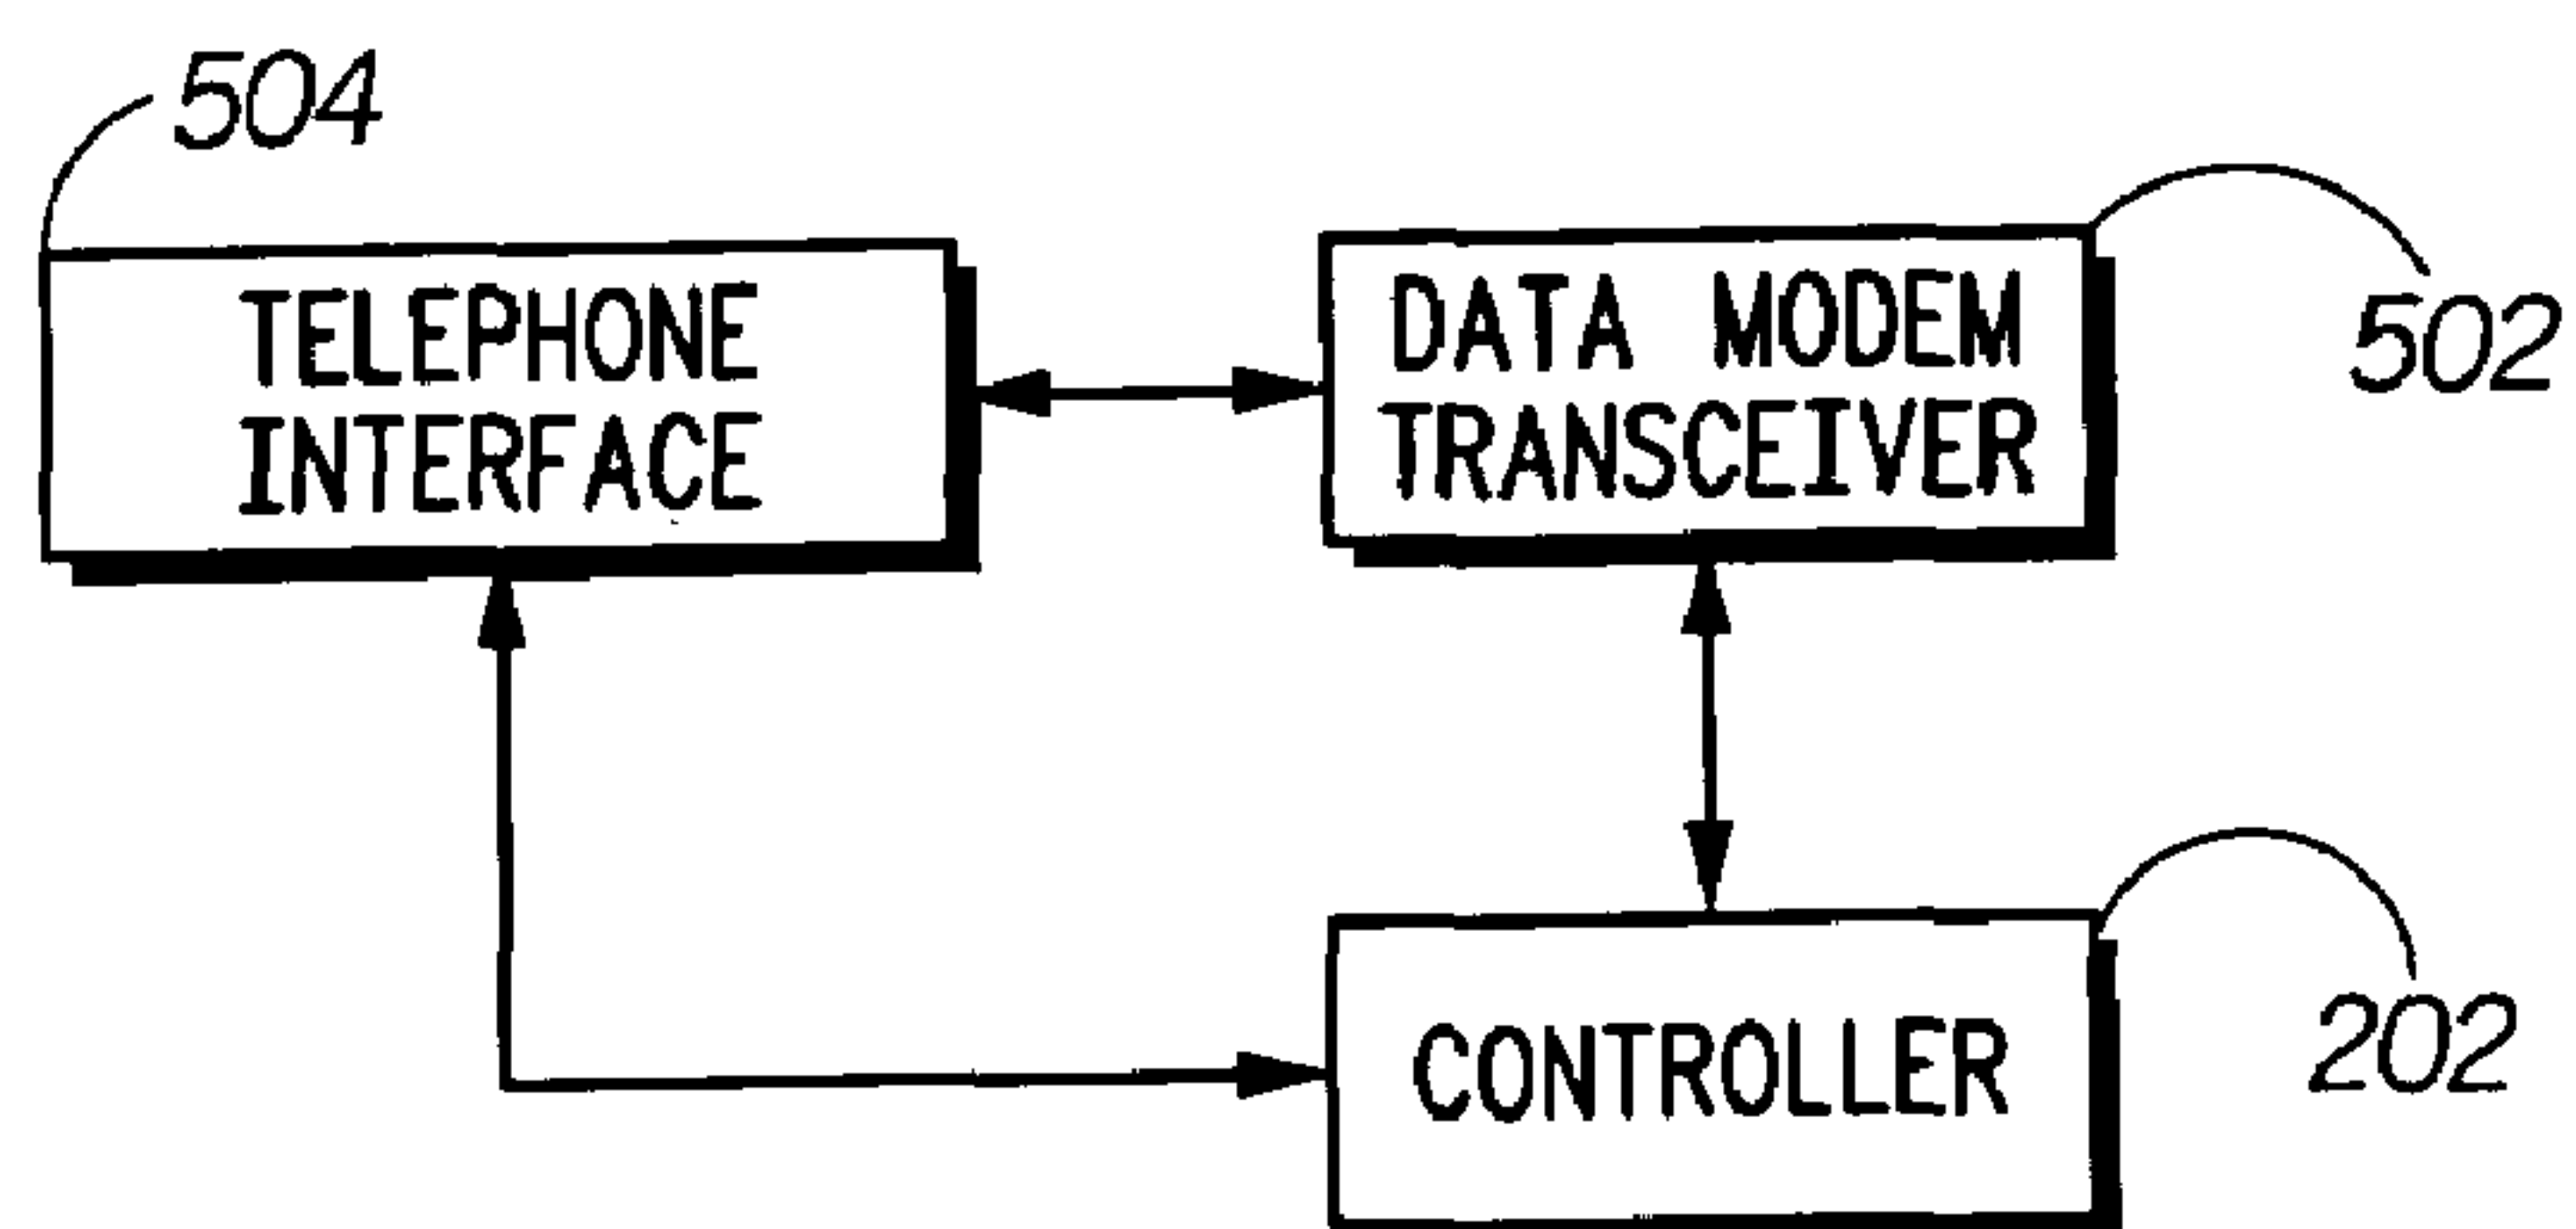 504
TELEPHONE
INTERFACE
DATA MODEM
TRANSCEIVER
502
CONTROLLER
202